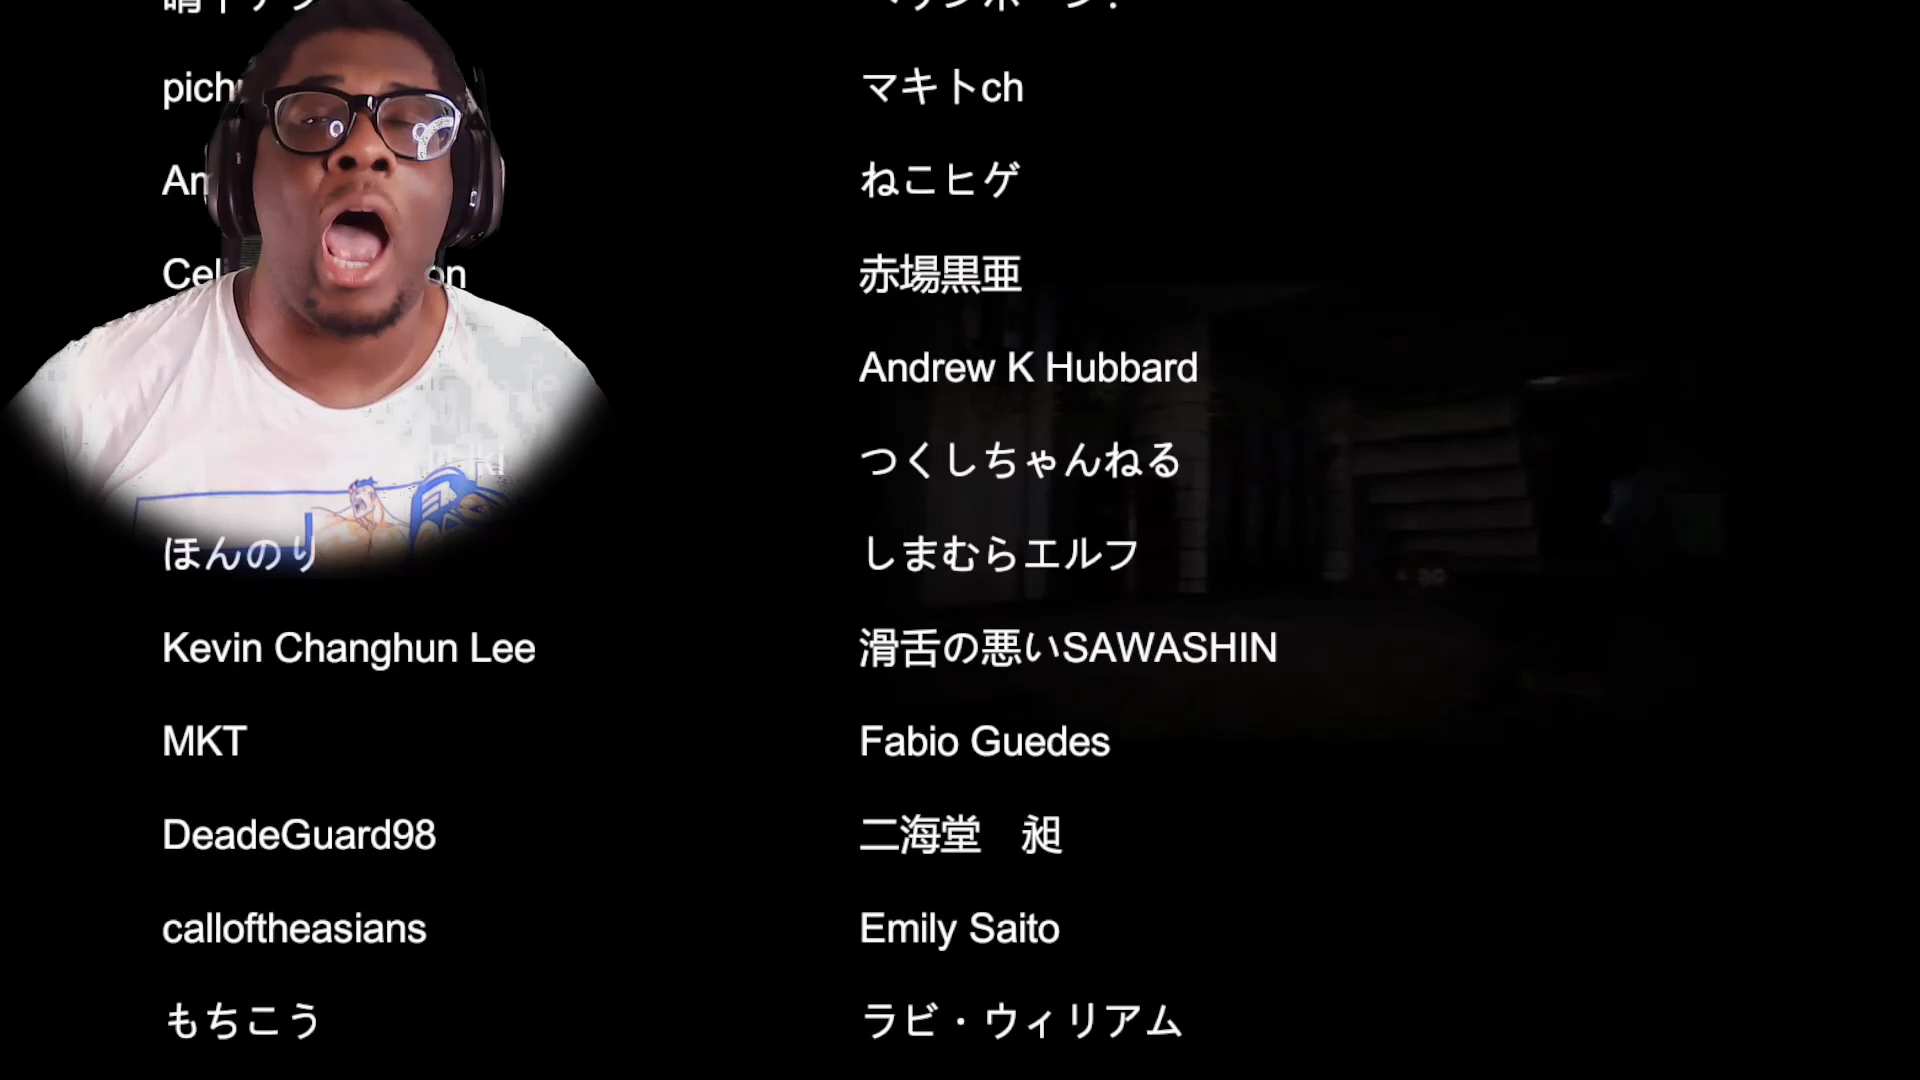 マキトch
ねこヒゲ
赤場黒亜
Andrew K Hubbard
つくしちゃんねる
ほんのり しまむらエルフ
Kevin Changhun Lee 滑舌の悪いSAWASHIN
MKT Fabio Guedes
DeadeGuard98 二海堂　昶
calloftheasians Emily Saito
もちこう ラビ・ウィリアム